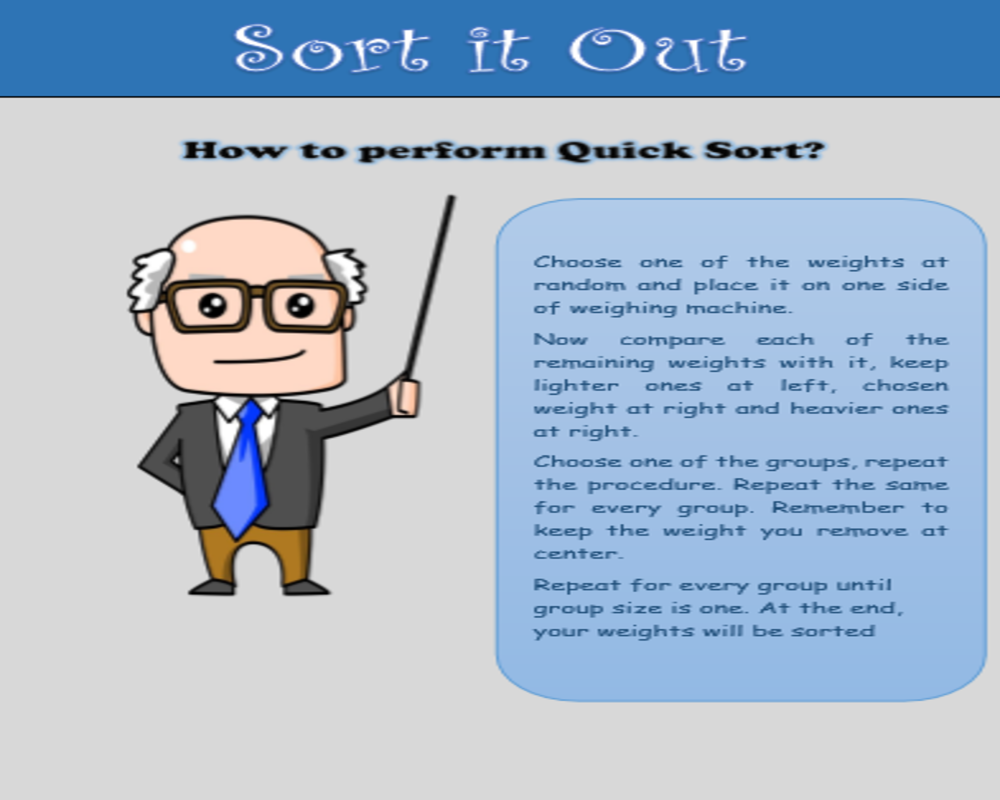 Sort it Out
How to perform Quick Sort?
Choose one of the weights at
random and place it on one side
of weighing machine.
Now compare each of the
remaining weights with it, keep
lighter ones at left, chosen
weight at right and heavier ones
at right.
Choose one of the groups, repeat
the procedure. Repeat the same
for every group. Remember to
keep the weight you remove at
center.
Repeat for every group until
group size is one. At the end,
your weights will be sorted